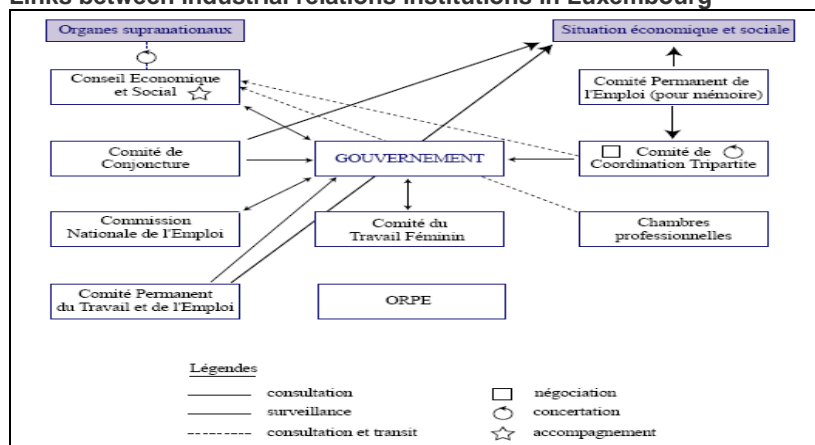 Links between industrial relations institutions in Luxembourg
Organes supranationaux
Situation économique et sociale
Conseil Economique
et Social
Comité Permanent de
l'Emploi (pour mémoire)
Comité de
Conjoncture
GOUVERNEMENT
Comité de
Coordination Tripartite
Commission
Nationale de l'Emploi
Comité du
Travail Féminin
Chambres
professionnelles
Comité Permanent
du Travail et de l'Emploi
ORPE
Légendes
consultation
négociation
surveillance
concertation
consultation et transit
accompagnement